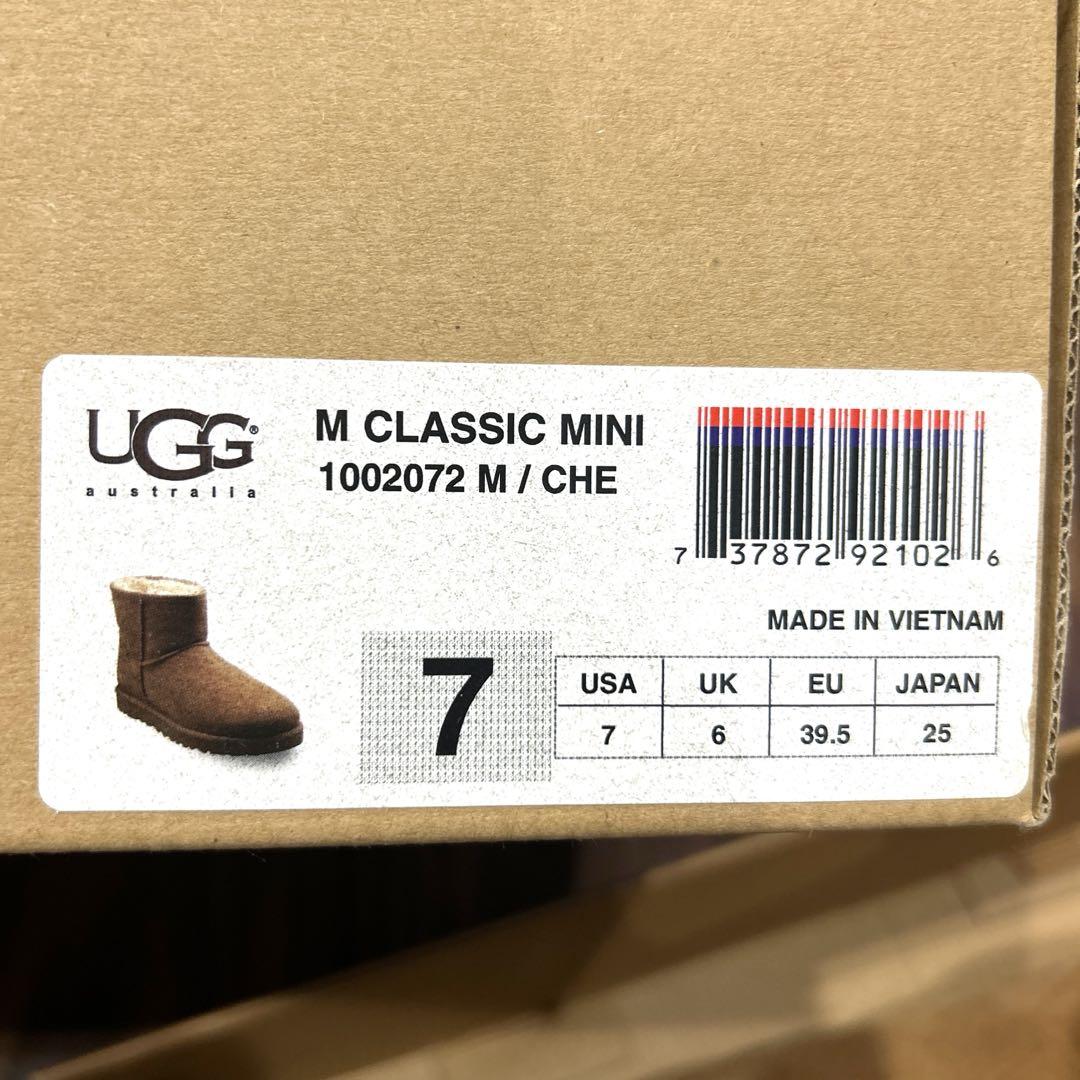 UGG®
australia
M CLASSIC MINI
1002072 M / CHE
7 37872 92102 6
MADE IN VIETNAM
7
USA UK EU JAPAN
7 6 39.5 25